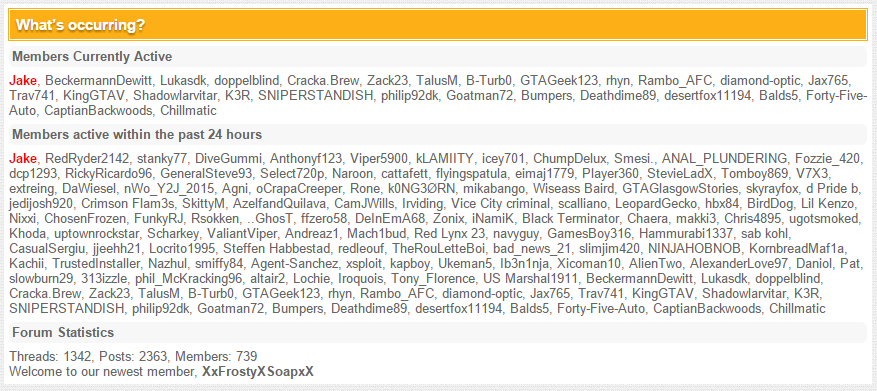 What's occurring?
Members Currently Active
Jake, BeckermannDewitt, Lukasdk, doppelblind, Cracka.Brew, Zack23, TalusM, B-Turb0, GTAGeek123, rhyn, Rambo_AFC, diamond-optic, Jax765,
Trav741, KingGTAV, Shadowlarvitar, K3R, SNIPERSTANDISH, philip92dk, Goatman72, Bumpers, Deathdime89, desertfox11194, Balds5, Forty-Five-
Auto, CaptianBackwoods, Chillmatic
Members active within the past 24 hours
Jake, RedRyder2142, stanky77, DiveGummi, Anthonyf123, Viper5900, kLAMIITY, icey701, ChumpDelux, Smesi., ANAL_PLUNDERING, Fozzie_420,
dcp1293, RickyRicardo96, GeneralSteve93, Select720p, Naroon, cattafett, flyingspatula, eimaj1779, Player360, StevieLadX, Tomboy869, V7X3,
extreing, DaWiesel, nWo_Y2J_2015, Agni, oCrapaCreeper, Rone, k0NG3ØRN, mikabango, Wiseass Baird, GTAGlasgowStories, skyrayfox, d Pride b,
jedijosh920, Crimson Flam3s, SkittyM, AzelfandQuilava, CamJWills, Irviding, Vice City criminal, scalliano, LeopardGecko, hbx84, BirdDog, Lil Kenzo,
Nixxi, ChosenFrozen, FunkyRJ, Rsokken, ..GhosT, ffzero58, DeInEmA68, Zonix, iNamiK, Black Terminator, Chaera, makki3, Chris4895, ugotsmoked,
Khoda, uptownrockstar, Scharkey, ValiantViper, Andreaz1, Mach1bud, Red Lynx 23, navyguy, GamesBoy316, Hammurabi1337, sab kohl,
CasualSergiu, jjeehh21, Locrito1995, Steffen Habbestad, redleouf, TheRouLetteBoi, bad_news_21, slimjim420, NINJAHOBNOB, KornbreadMaf1a,
Kachii, TrustedInstaller, Nazhul, smiffy84, Agent-Sanchez, xsploit, kapboy, Ukeman5, Ib3n1nja, Xicoman10, AlienTwo, AlexanderLove97, Daniol, Pat,
slowburn29, 313izzle, phil_McKracking96, altair2, Lochie, Iroquois, Tony_Florence, US Marshal1911, BeckermannDewitt, Lukasdk, doppelblind,
Cracka.Brew, Zack23, TalusM, B-Turb0, GTAGeek123, rhyn, Rambo_AFC, diamond-optic, Jax765, Trav741, KingGTAV, Shadowlarvitar, K3R,
SNIPERSTANDISH, philip92dk, Goatman72, Bumpers, Deathdime89, desertfox11194, Balds5, Forty-Five-Auto, CaptianBackwoods, Chillmatic
Forum Statistics
Threads: 1342, Posts: 2363, Members: 739
Welcome to our newest member, XxFrostyXSoapxX